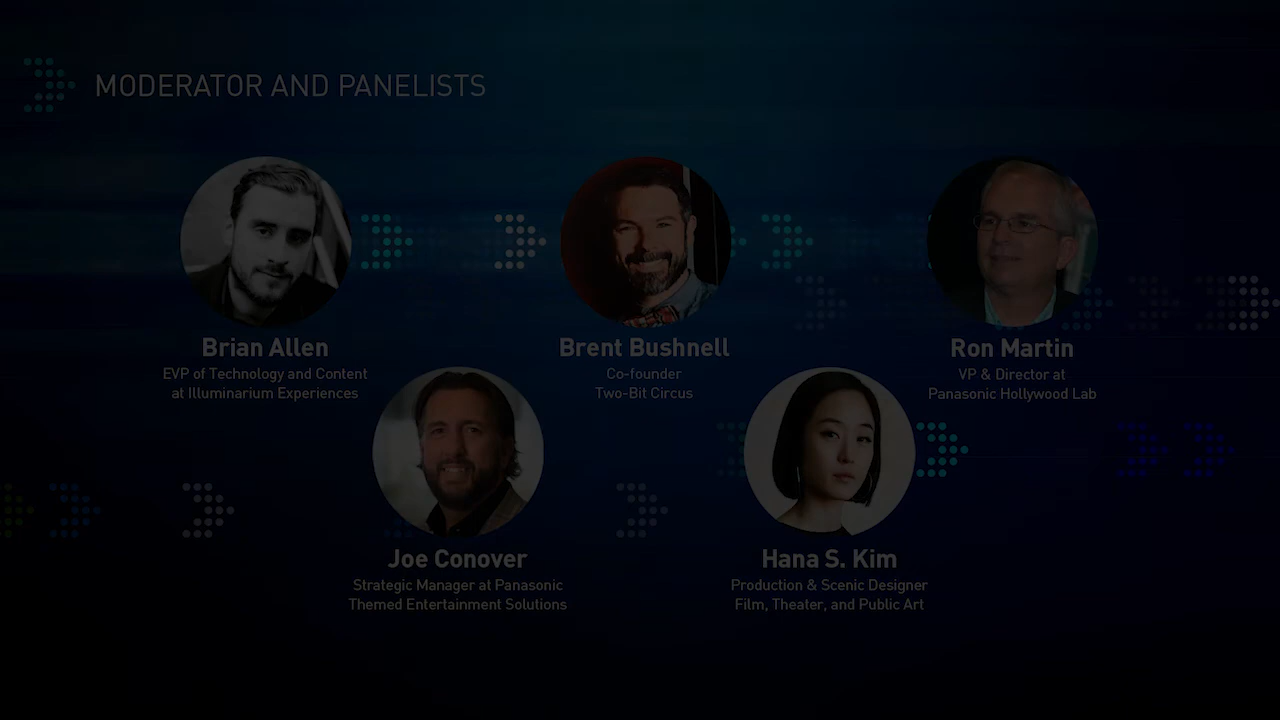 MODERATOR AND PANELISTS
Brian Allen
EVP of Technology and Content
at Illuminarium Experiences
Brent Bushnell
Co-founder
Two-Bit Circus
Ron Martin
VP & Director at
Panasonic Hollywood Lab
Joe Conover
Strategic Manager at Panasonic
Themed Entertainment Solutions
Hana S. Kim
Production & Scenic Designer
Film, Theater, and Public Art